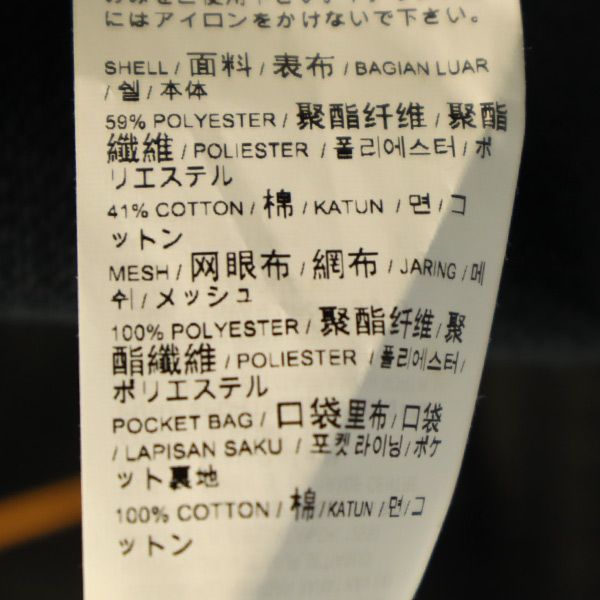 にはアイロンをかけないで下さい。
SHELL / 面料 / 表布 / BAGIAN LUAR
/ 쉘 / 本体
59% POLYESTER / 聚酯纤维 / 聚酯
纖維 / POLIESTER / 폴리에스터 / ポ
リエステル
41% COTTON / 棉 / KATUN / 면 / コ
ットン
MESH / 网眼布 / 網布 / JARING / 메
쉬 / メッシュ
100% POLYESTER / 聚酯纤维 / 聚
酯纖維 / POLIESTER / 폴리에스터 /
ポリエステル
POCKET BAG / 口袋里布 / 口袋
/ LAPISAN SAKU / 포켓 라이닝 / ポケ
ット裏地
100% COTTON / 棉 / KATUN / 면 / コ
ットン